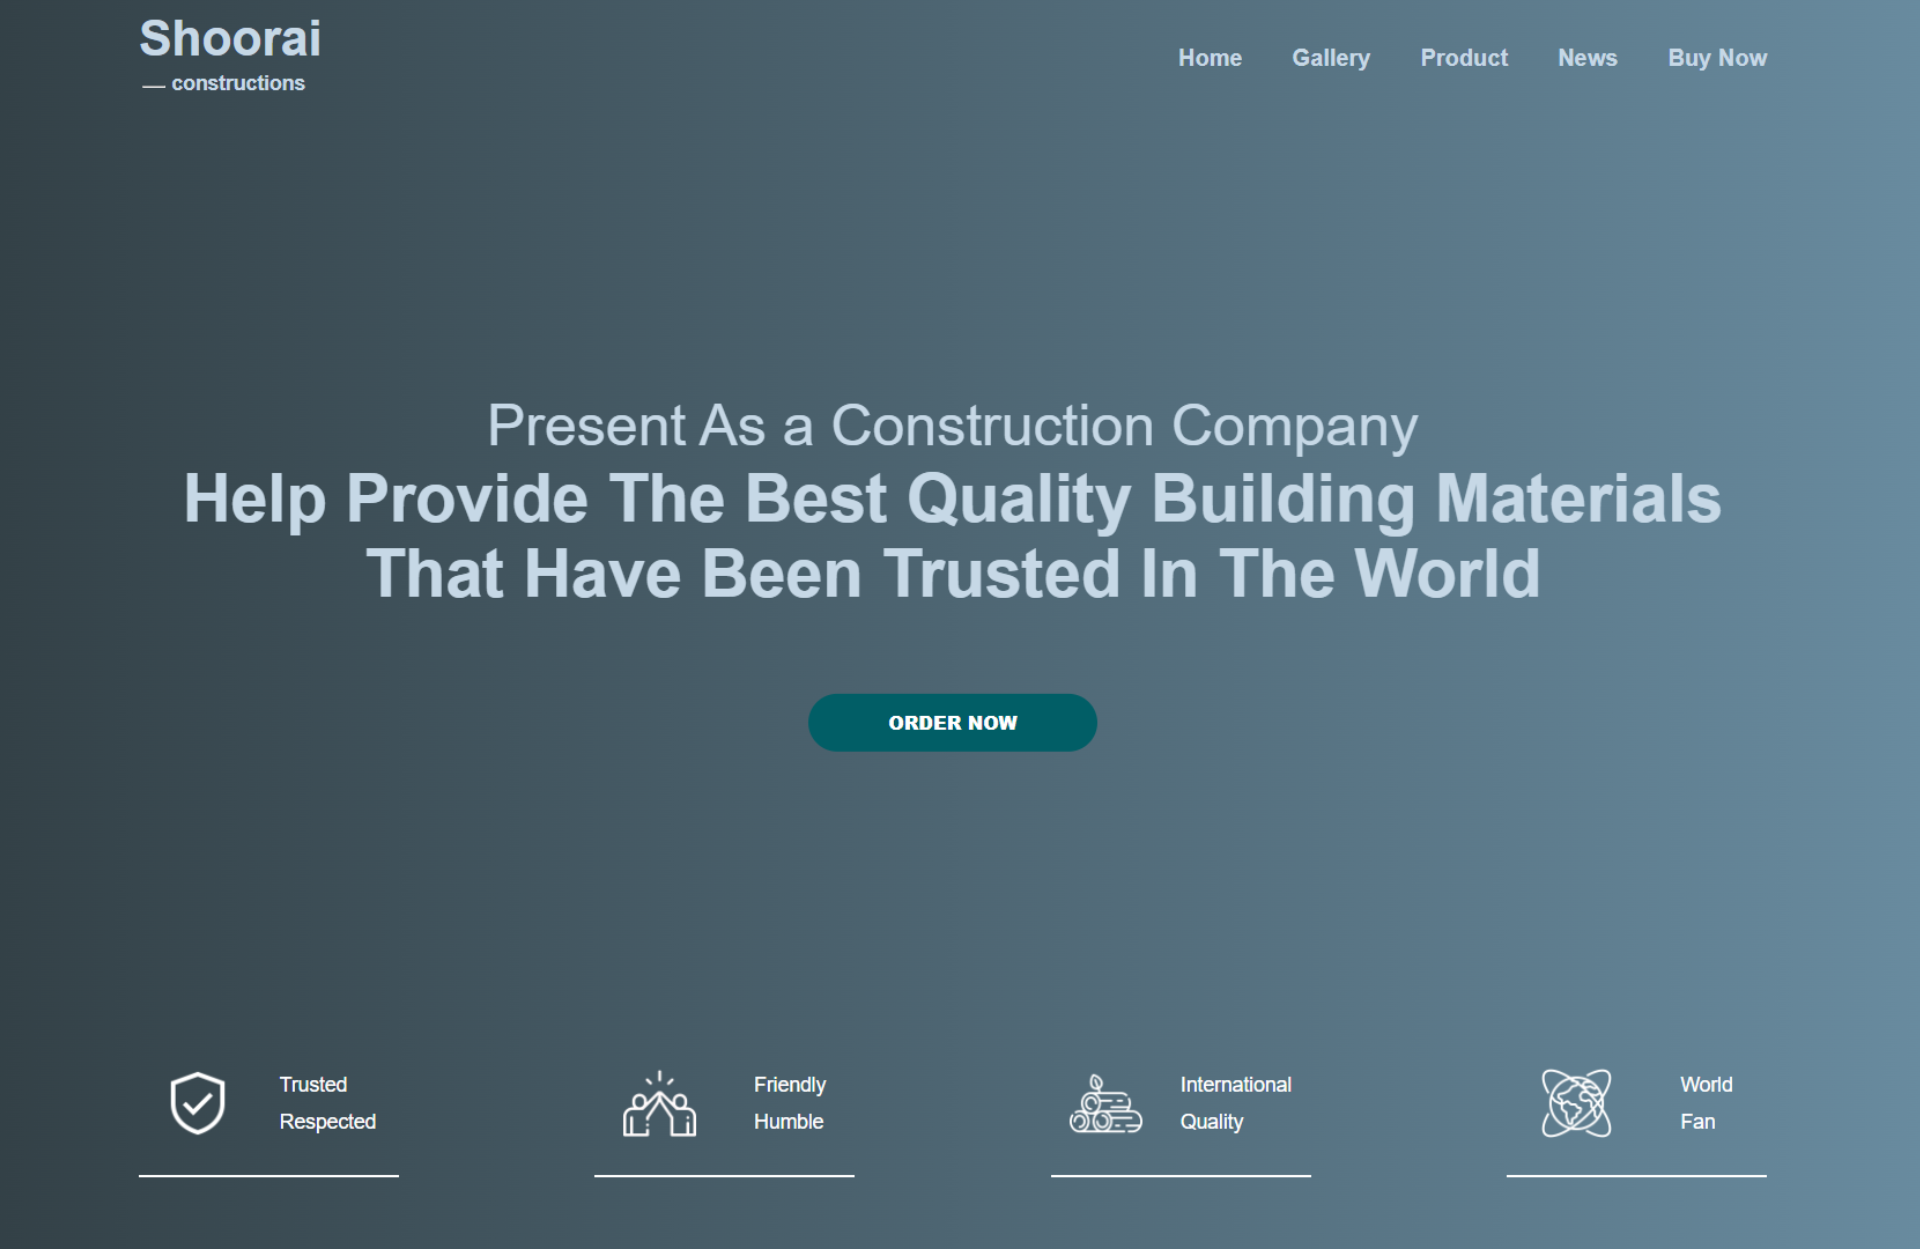 Shoorai
— constructions
Home Gallery Product News Buy Now
Present As a Construction Company
Help Provide The Best Quality Building Materials
That Have Been Trusted In The World
ORDER NOW
Trusted
Respected
Friendly
Humble
International
Quality
World
Fan